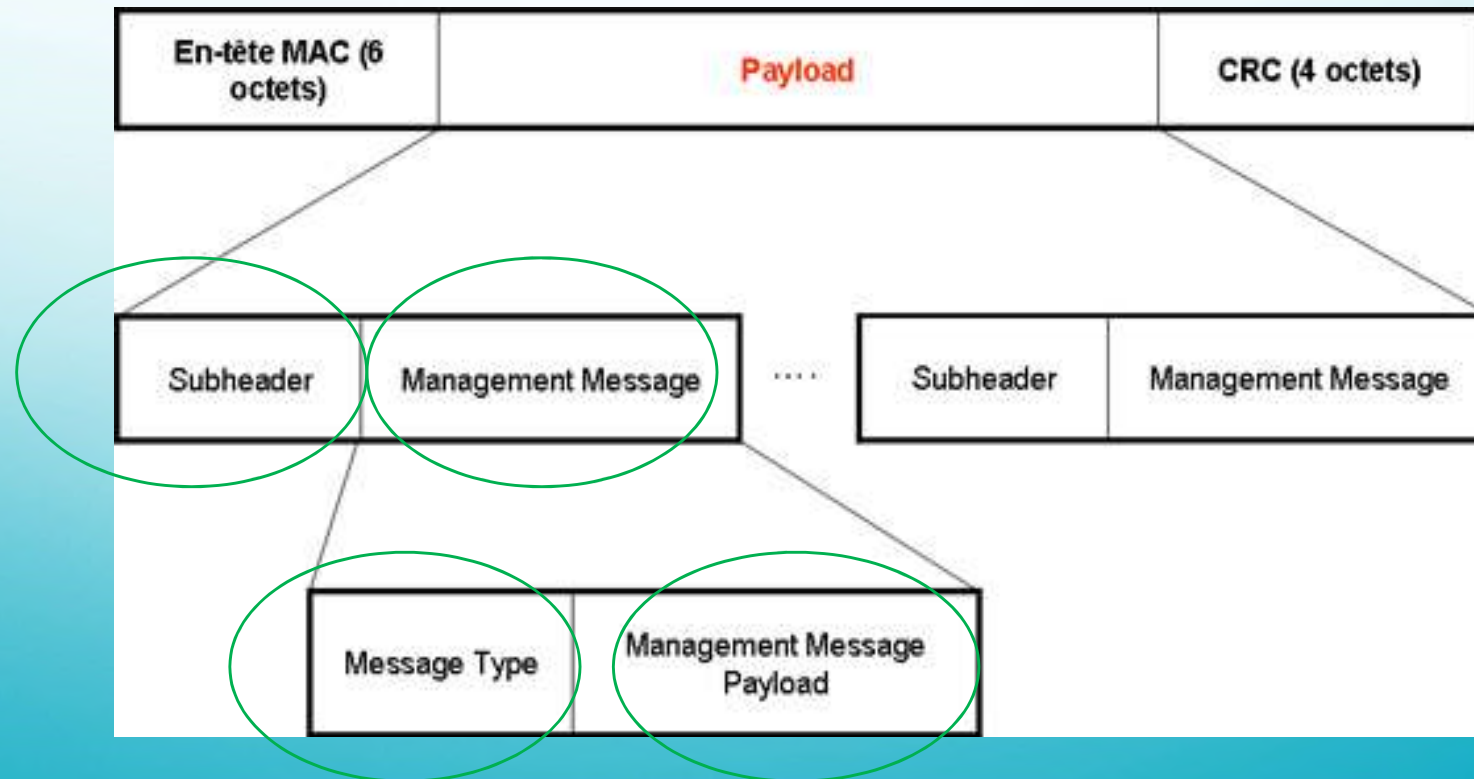 En-tête MAC (6
octets)
Payload
CRC (4 octets)
Subheader
Management Message
....
Subheader
Management Message
Message Type
Management Message
Payload